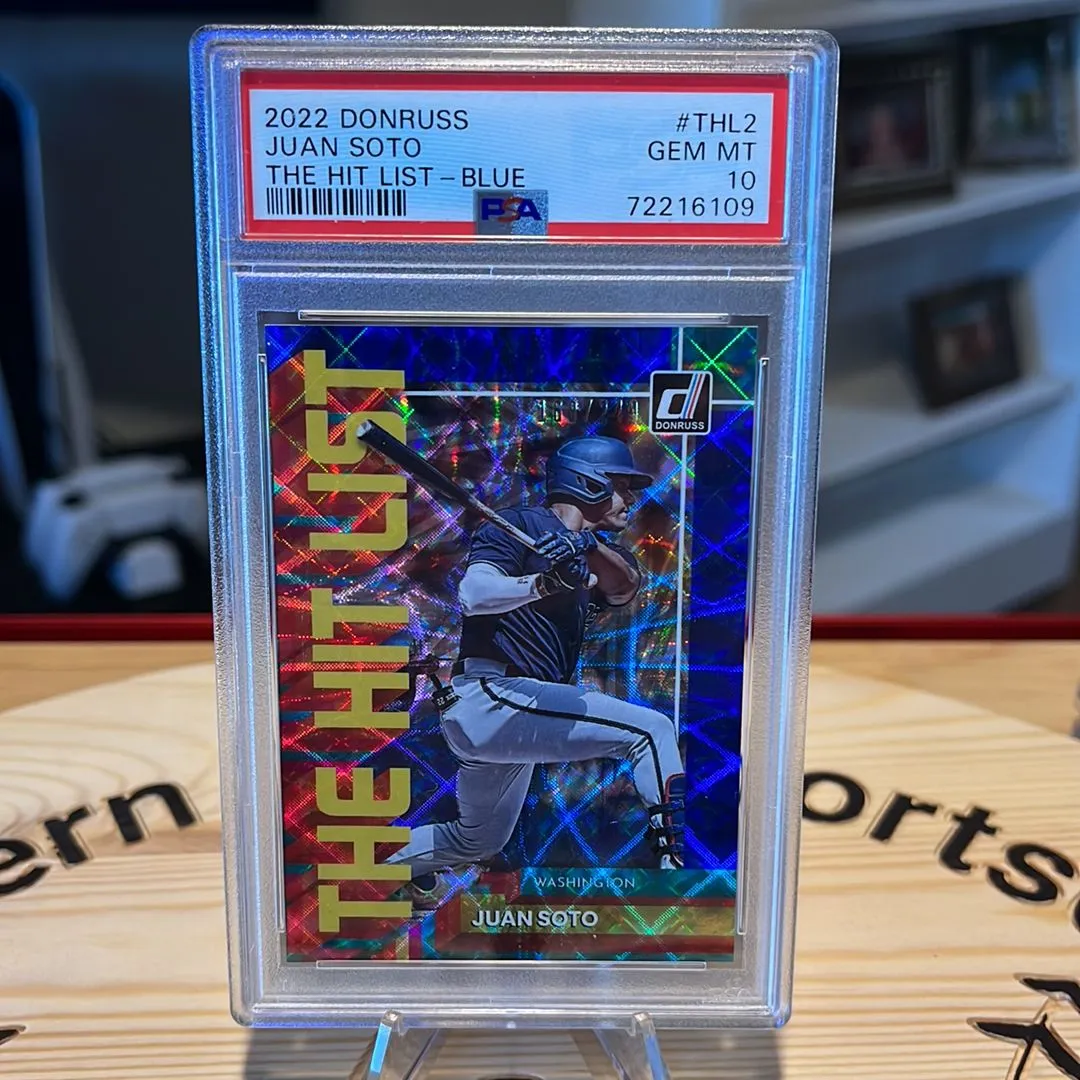 2022 DONRUSS
#THL2
JUAN SOTO
GEM MT
THE HIT LIST - BLUE
10
PSA
72216109
THE HIT LIST
d
DONRUSS
WASHINGTON
JUAN SOTO
ern
orts